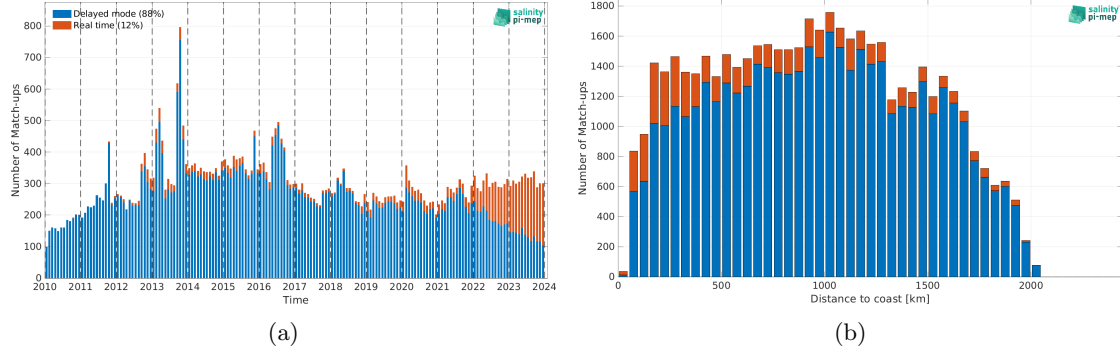 Delayed mode (88%)
Real time (12%)
salinity
pi-mep
Number of Match-ups
800
700
600
500
400
300
200
100
0
2010 2011 2012 2013 2014 2015 2016 2017 2018 2019 2020 2021 2022 2023 2024
Time
(a)
salinity
pi-mep
Number of Match-ups
1800
1600
1400
1200
1000
800
600
400
200
0
0 500 1000 1500 2000
Distance to coast [km]
(b)